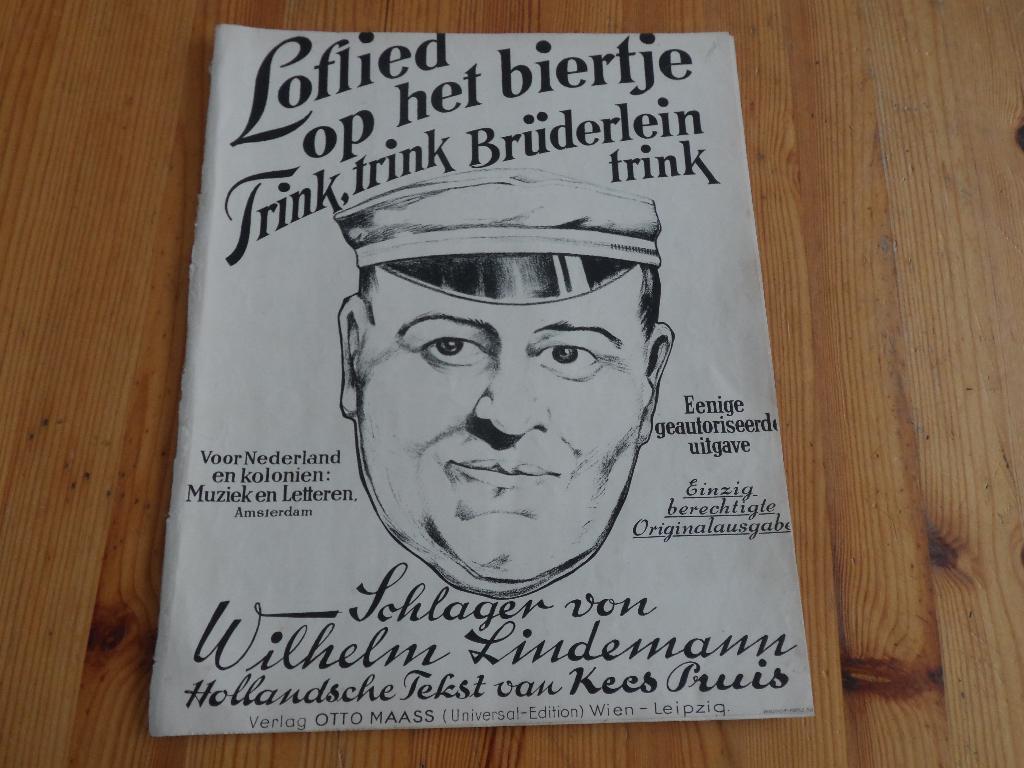 Loflied
op het biertje
Trink, trink Brüderlein
trink
Eenige
geautoriseerde
uitgave
Voor Nederland
en kolonien:
Muziek en Letteren.
Amsterdam
Einzig
berechtigte
Originalausgabe
Schlager von
Wilhelm Lindemann
Hollandsche Tekst van Kees Pruis
Verlag OTTO MAASS (Universal-Edition) Wien - Leipzig.